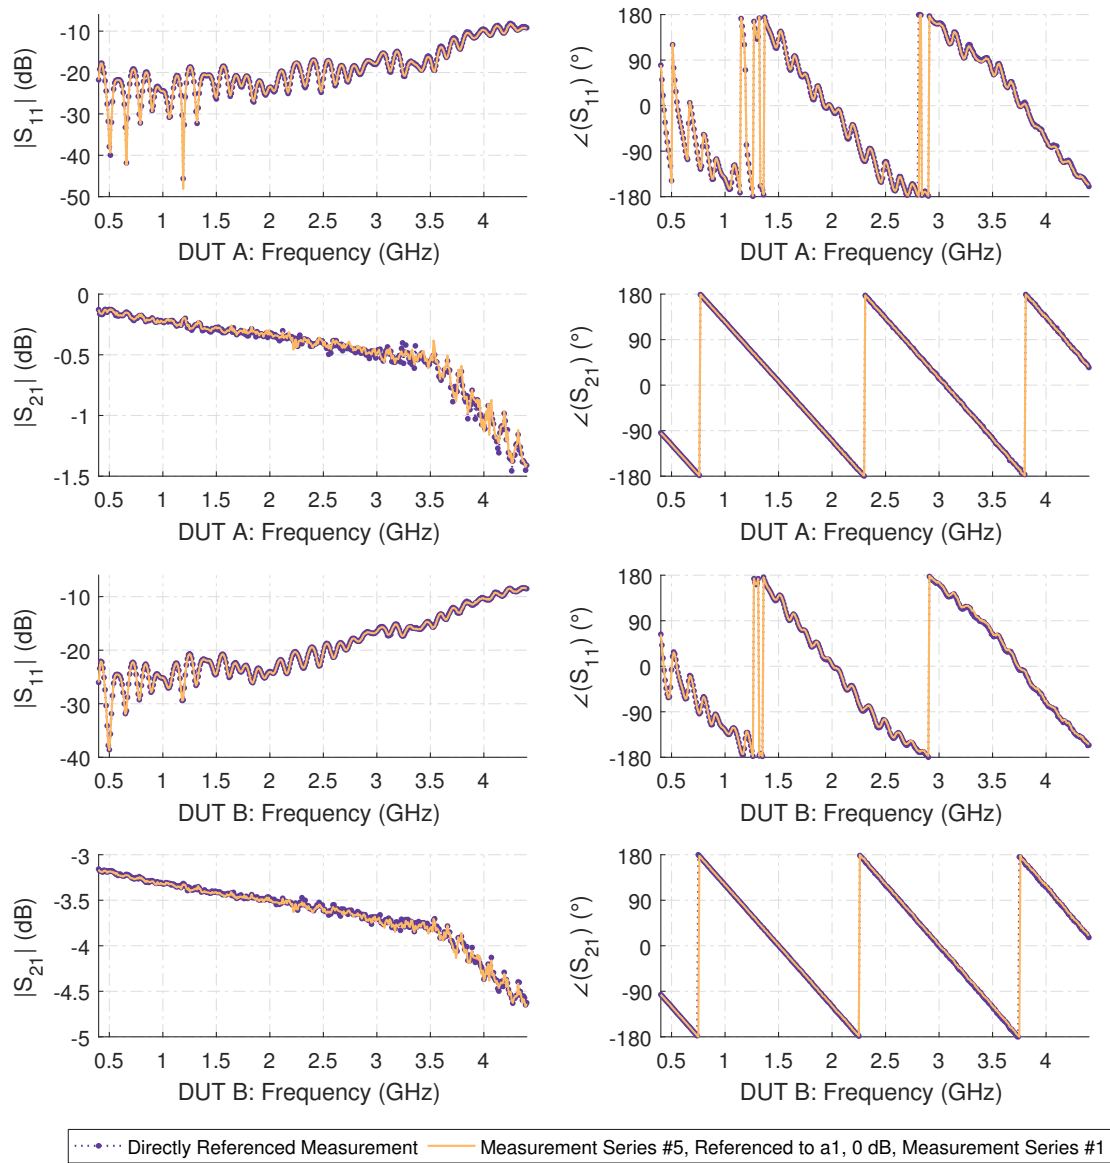 |S11| (dB)
-10
-20
-30
-40
-50
0.5 1 1.5 2 2.5 3 3.5 4
DUT A: Frequency (GHz)
∠(S11) (°)
180
90
0
-90
-180
0.5 1 1.5 2 2.5 3 3.5 4
DUT A: Frequency (GHz)
|S21| (dB)
0
-0.5
-1
-1.5
0.5 1 1.5 2 2.5 3 3.5 4
DUT A: Frequency (GHz)
∠(S21) (°)
180
90
0
-90
-180
0.5 1 1.5 2 2.5 3 3.5 4
DUT A: Frequency (GHz)
|S11| (dB)
-10
-20
-30
-40
0.5 1 1.5 2 2.5 3 3.5 4
DUT B: Frequency (GHz)
∠(S11) (°)
180
90
0
-90
-180
0.5 1 1.5 2 2.5 3 3.5 4
DUT B: Frequency (GHz)
|S21| (dB)
-3
-3.5
-4
-4.5
-5
0.5 1 1.5 2 2.5 3 3.5 4
DUT B: Frequency (GHz)
∠(S21) (°)
180
90
0
-90
-180
0.5 1 1.5 2 2.5 3 3.5 4
DUT B: Frequency (GHz)
Directly Referenced Measurement
Measurement Series #5, Referenced to a1, 0 dB, Measurement Series #1